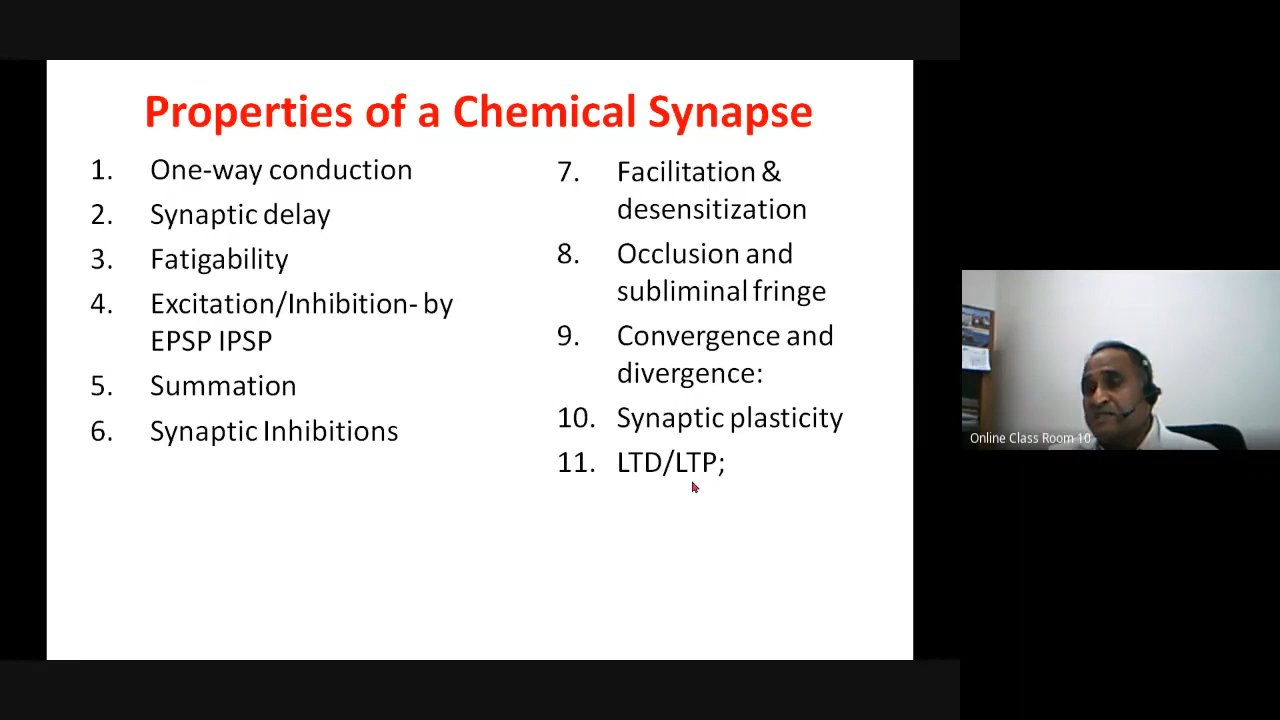 Properties of a Chemical Synapse
1. One-way conduction
2. Synaptic delay
3. Fatigability
4. Excitation/Inhibition- by
EPSP IPSP
5. Summation
6. Synaptic Inhibitions
7. Facilitation &
desensitization
8. Occlusion and
subliminal fringe
9. Convergence and
divergence:
10. Synaptic plasticity
11. LTD/LTP;
Online Class Room 10